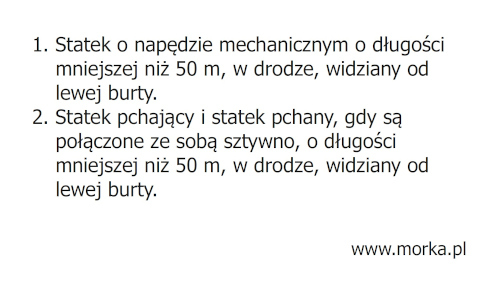 1. Statek o napędzie mechanicznym o długości
mniejszej niż 50 m, w drodze, widziany od
lewej burty.
2. Statek pchający i statek pchany, gdy są
połączone ze sobą sztywno, o długości
mniejszej niż 50 m, w drodze, widziany od
lewej burty.
www.morka.pl